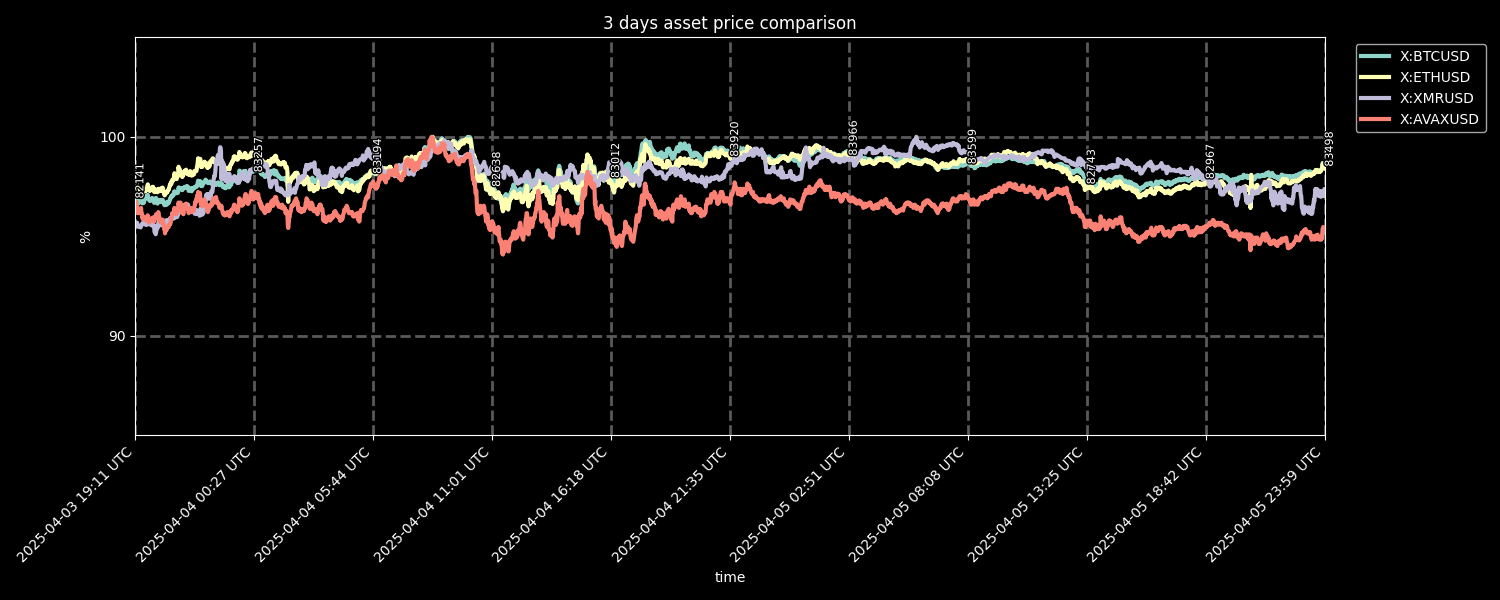 3 days asset price comparison
X:BTCUSD
X:ETHUSD
X:XMRUSD
X:AVAXUSD
100
90
%
82141
83257
83194
82638
83012
83920
83966
83599
82743
82967
83498
2025-04-03 19:11 UTC
2025-04-04 00:27 UTC
2025-04-04 05:44 UTC
2025-04-04 11:01 UTC
2025-04-04 16:18 UTC
2025-04-04 21:35 UTC
2025-04-05 02:51 UTC
2025-04-05 08:08 UTC
2025-04-05 13:25 UTC
2025-04-05 18:42 UTC
2025-04-05 23:59 UTC
time